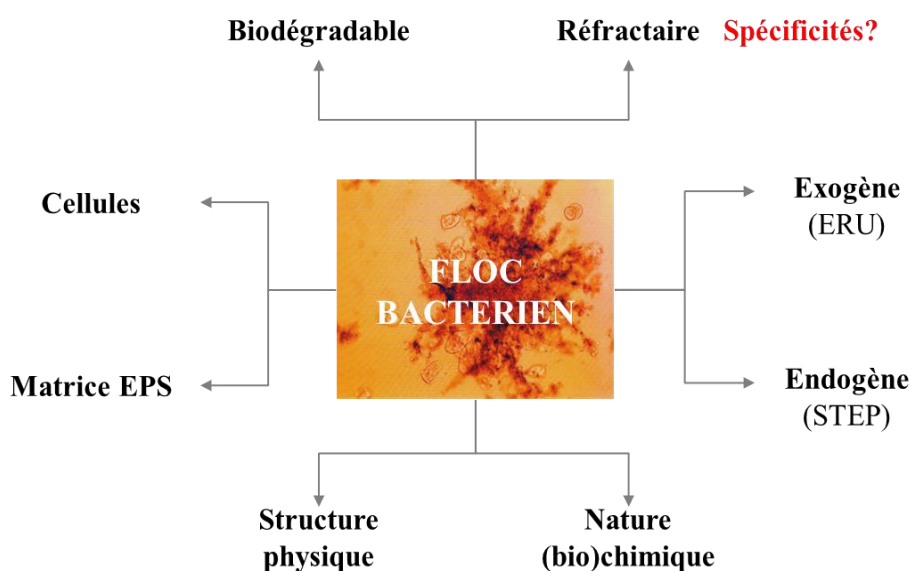 Biodégradable
Réfractaire Spécificités?
Cellules
Exogène
(ERU)
FLOC
BACTERIEN
Matrice EPS
Endogène
(STEP)
Structure
physique
Nature
(bio)chimique